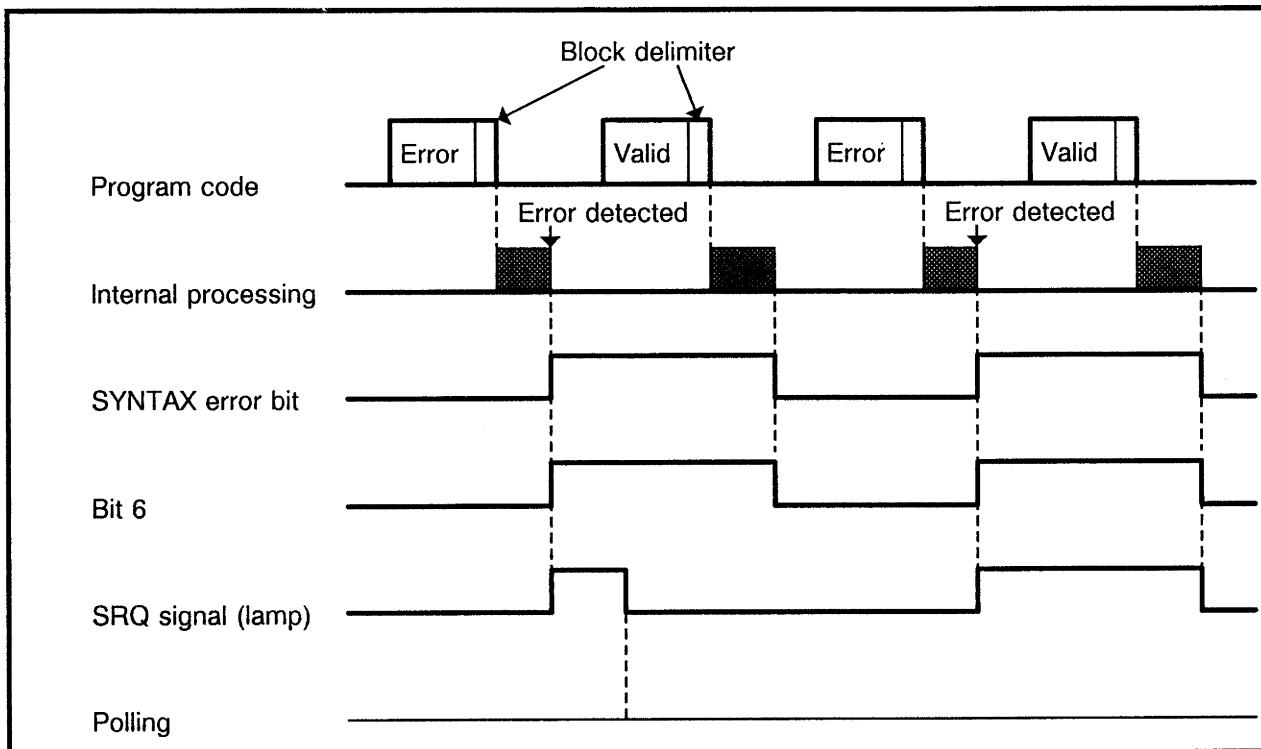 Block delimiter
Error Valid Error Valid
Program code
Error detected Error detected
Internal processing
SYNTAX error bit
Bit 6
SRQ signal (lamp)
Polling